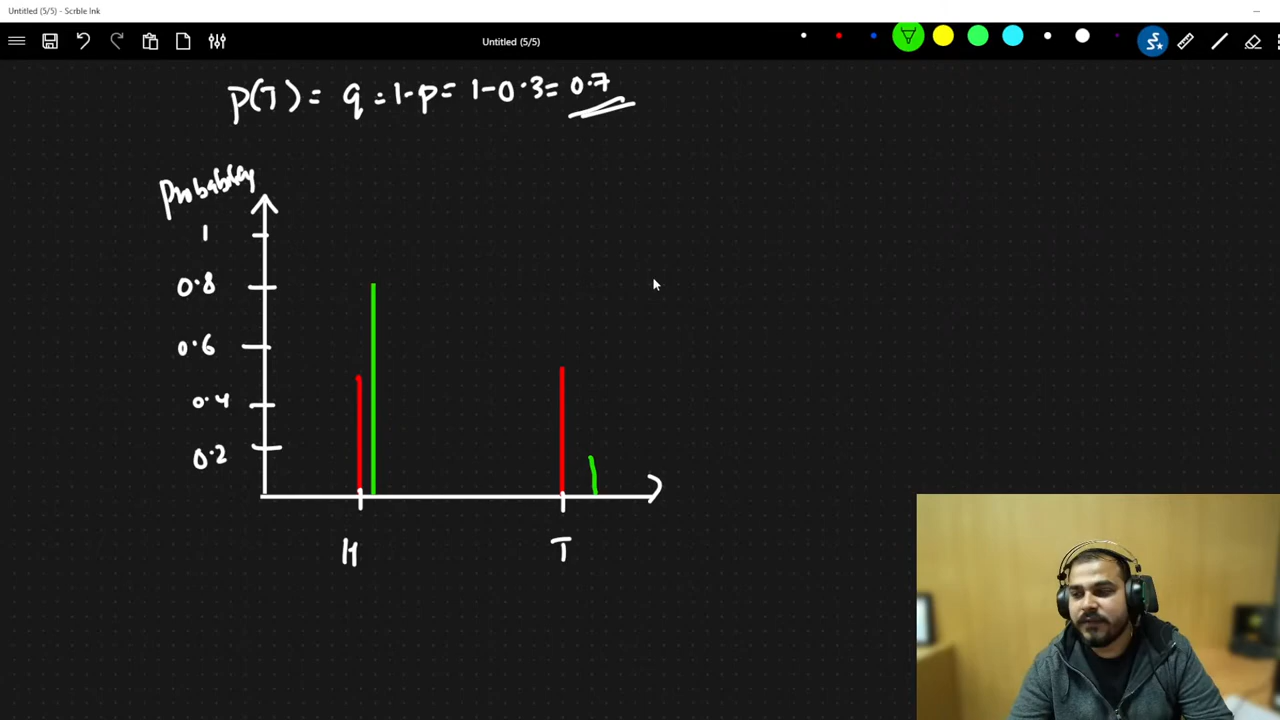 Untitled (5/5) - Scrble Ink
Untitled (5/5)
P(T) = q = 1-p = 1-0.3 = 0.7
Probability
1
0.8
0.6
0.4
0.2
H T